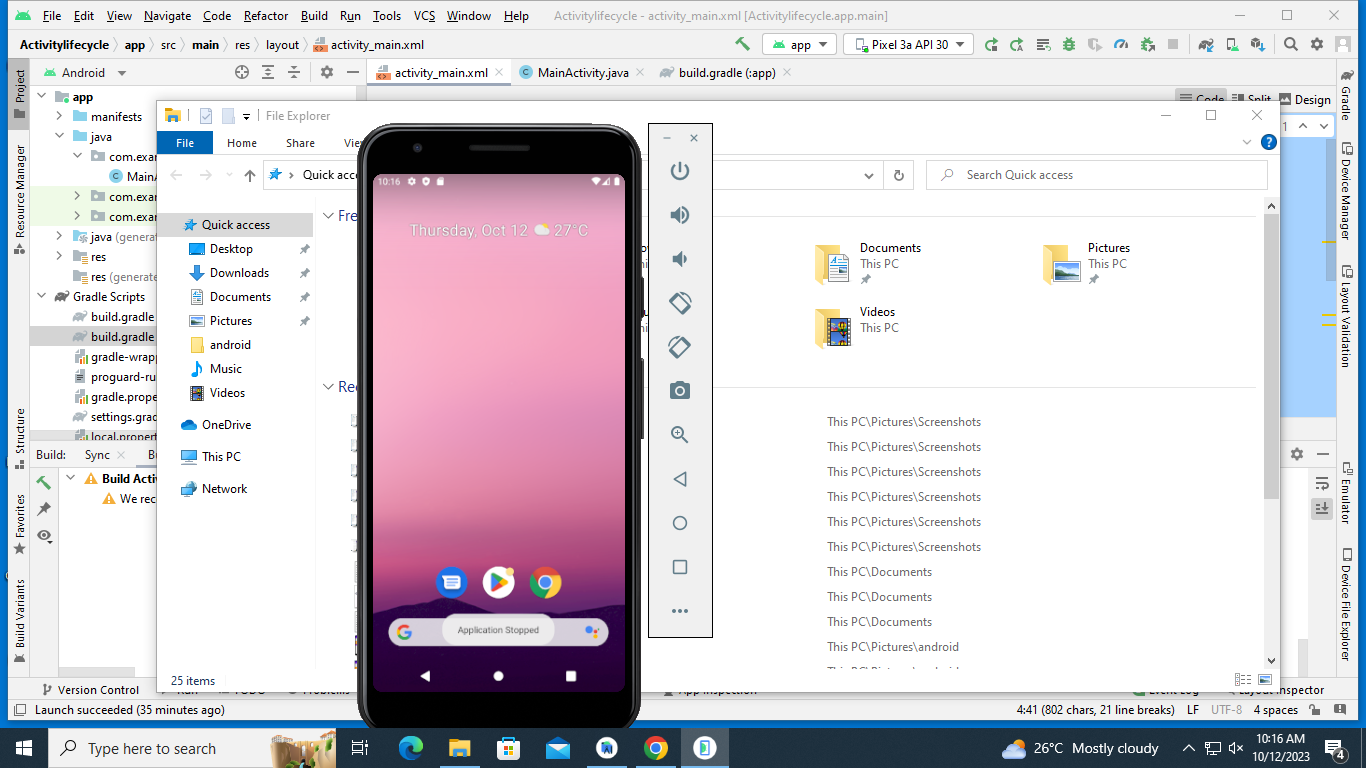 File Edit View Navigate Code Refactor Build Run Tools VCS Window Help Activitylifecycle - activity_main.xml [Activitylifecycle.app.main]
Activitylifecycle app src main res layout activity_main.xml app Pixel 3a API 30
Project Android activity_main.xml MainActivity.java build.gradle (:app) Gradle
Code Split Design
app
manifests
java
com.exa
MainA
com.exa
com.exa
java (genera
res
res (generate
Gradle Scripts
build.gradle
build.gradle
gradle-wrapp
proguard-ru
gradle.prope
settings.grad
local.propert
Resource Manager
Structure
Favorites
Build Variants
Build: Sync Bu
Build Activ
We rec
Version Control
Run
TODO
Problems
App Inspection
Event Log
Layout Inspector
Launch succeeded (35 minutes ago)
4:41 (802 chars, 21 line breaks) LF UTF-8 4 spaces
Device Manager
Layout Validation
Emulator
Device File Explorer
1
File Explorer
File Home Share Vie
Quick acce
Search Quick access
Quick access
Desktop
Downloads
Documents
Pictures
android
Music
Videos
OneDrive
This PC
Network
25 items
Fre
Documents
This PC
Pictures
This PC
Videos
This PC
Rec
This PC\Pictures\Screenshots
This PC\Pictures\Screenshots
This PC\Pictures\Screenshots
This PC\Pictures\Screenshots
This PC\Pictures\Screenshots
This PC\Pictures\Screenshots
This PC\Documents
This PC\Documents
This PC\Documents
This PC\Pictures\android
10:16
Thursday, Oct 12 27°C
Application Stopped
Type here to search
26°C Mostly cloudy
10:16 AM
10/12/2023
4